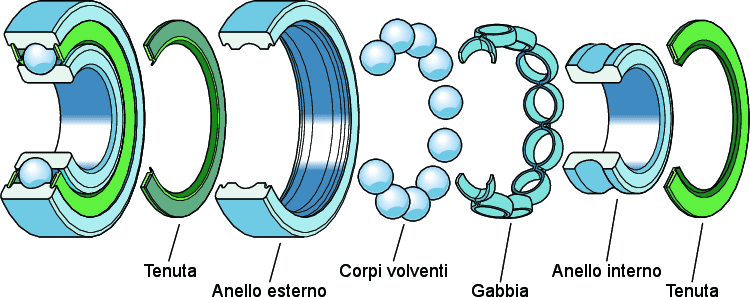 Tenuta
Anello esterno
Corpi volventi
Gabbia
Anello interno
Tenuta